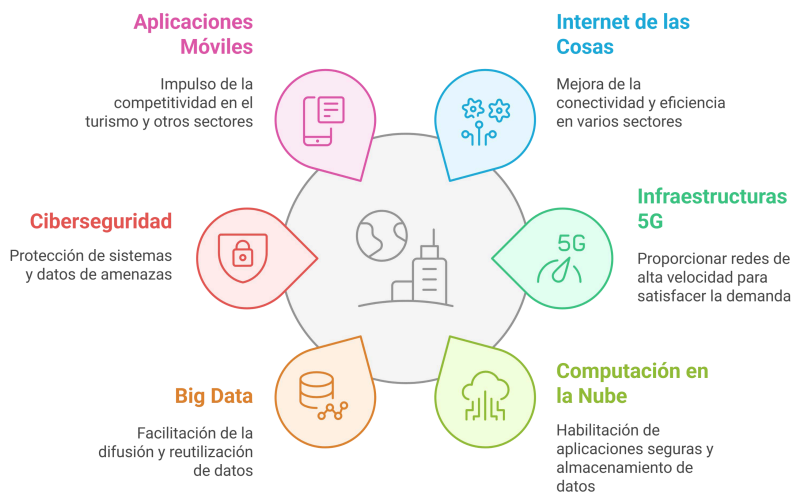 Aplicaciones
Móviles
Impulso de la
competitividad en el
turismo y otros sectores
Internet de las
Cosas
Mejora de la
conectividad y eficiencia
en varios sectores
Ciberseguridad
Protección de sistemas
y datos de amenazas
5G
Infraestructuras
5G
Proporcionar redes de
alta velocidad para
satisfacer la demanda
Big Data
Facilitación de la
difusión y reutilización
de datos
Computación en
la Nube
Habilitación de
aplicaciones seguras y
almacenamiento de
datos